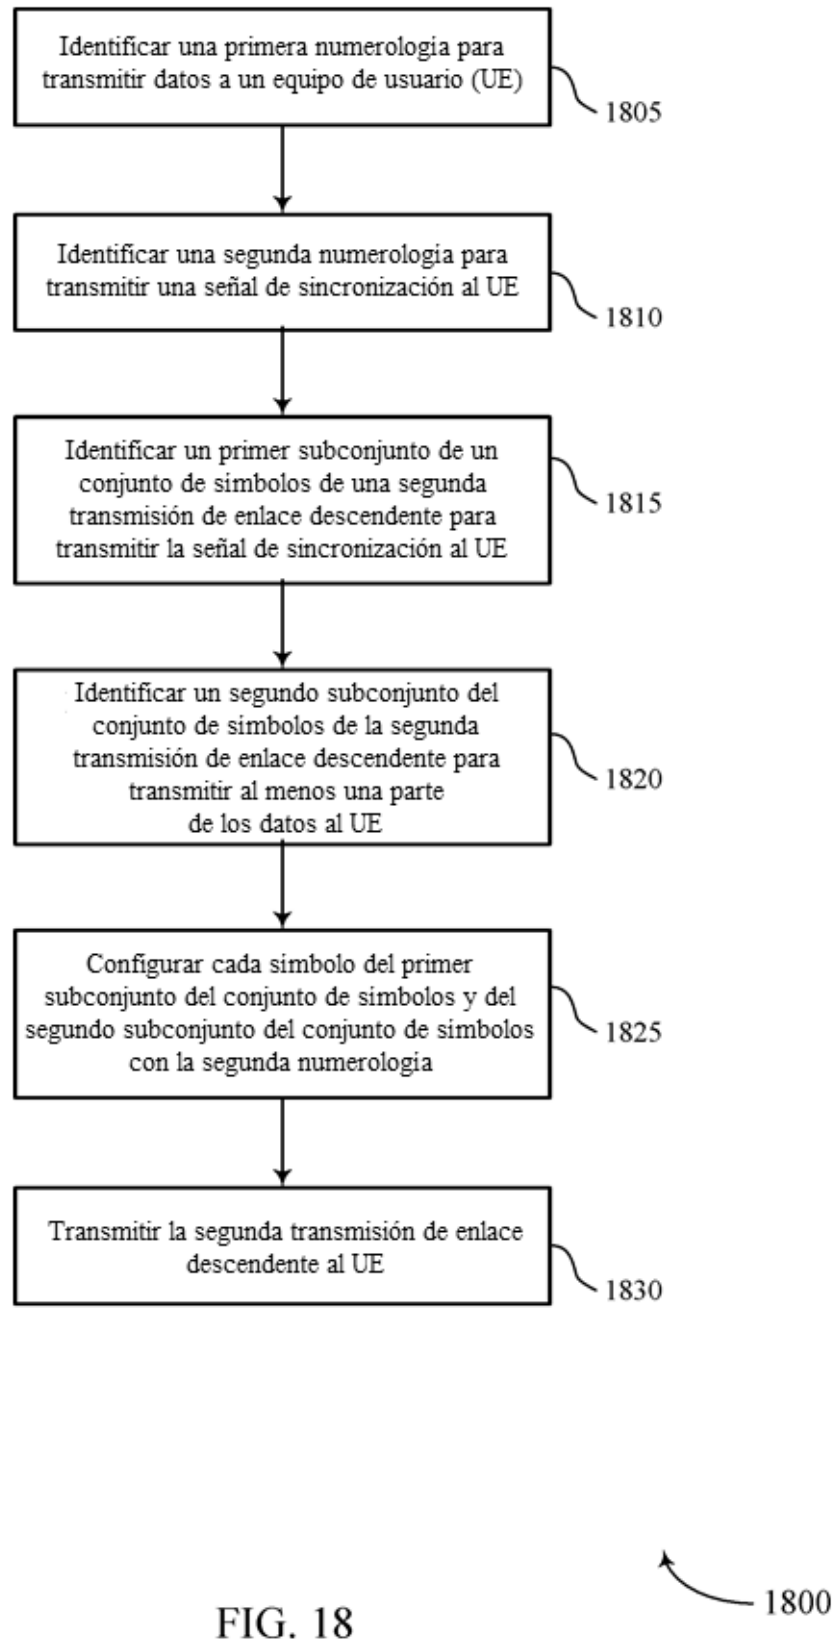 Identificar una primera numerología para
transmitir datos a un equipo de usuario (UE)
1805
Identificar una segunda numerología para
transmitir una señal de sincronización al UE
1810
Identificar un primer subconjunto de un
conjunto de símbolos de una segunda
transmisión de enlace descendente para
transmitir la señal de sincronización al UE
1815
Identificar un segundo subconjunto del
conjunto de símbolos de la segunda
transmisión de enlace descendente para
transmitir al menos una parte
de los datos al UE
1820
Configurar cada símbolo del primer
subconjunto del conjunto de símbolos y del
segundo subconjunto del conjunto de símbolos
con la segunda numerología
1825
Transmitir la segunda transmisión de enlace
descendente al UE
1830
1800
FIG. 18